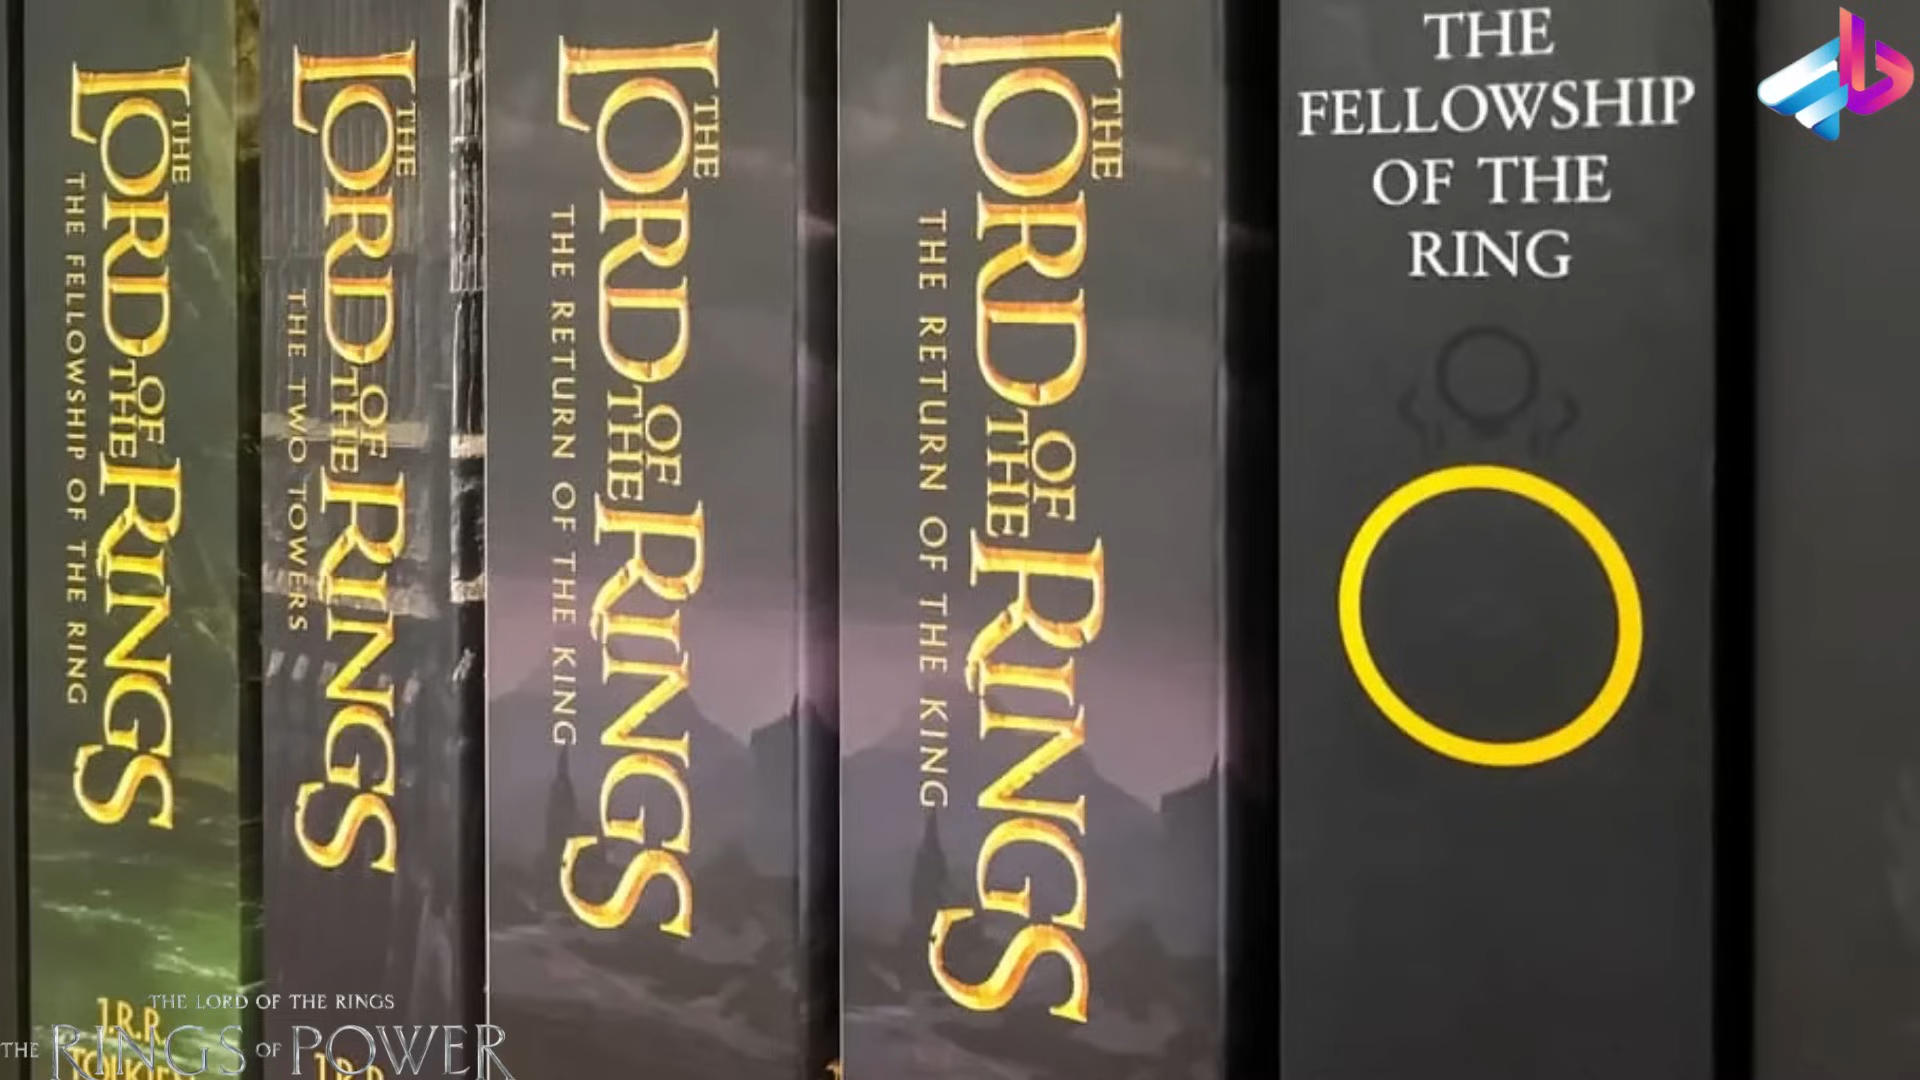 THE
LORD
OF
THE
RINGS
THE FELLOWSHIP OF THE RING
J.R.R.
TOLKIEN
THE
LORD
OF
THE
RINGS
THE TWO TOWERS
J.R.R.
THE
LORD
OF
THE
RINGS
THE RETURN OF THE KING
THE
LORD
OF
THE
RINGS
THE RETURN OF THE KING
THE
FELLOWSHIP
OF THE
RING
THE LORD OF THE RINGS
THE RINGS OF POWER